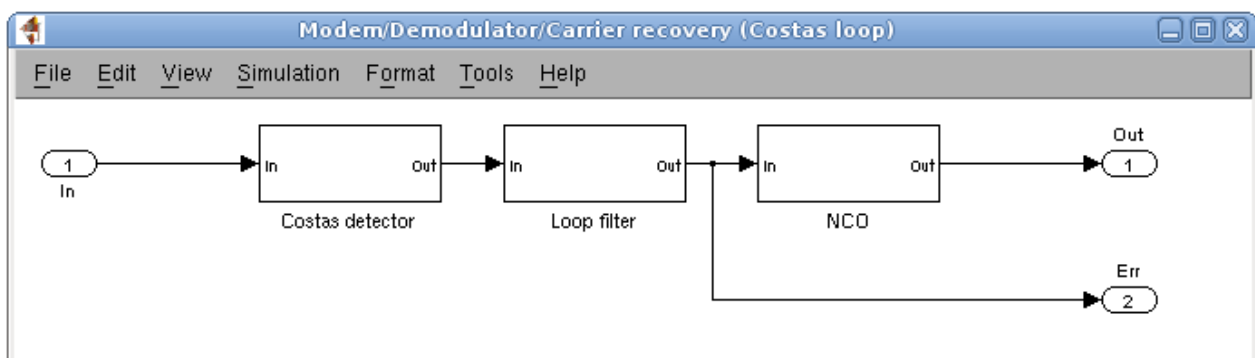 Modem/Demodulator/Carrier recovery (Costas loop)
File Edit View Simulation Format Tools Help
Out
1 In Out In Out In Out 1
In Costas detector Loop filter NCO
Err
2